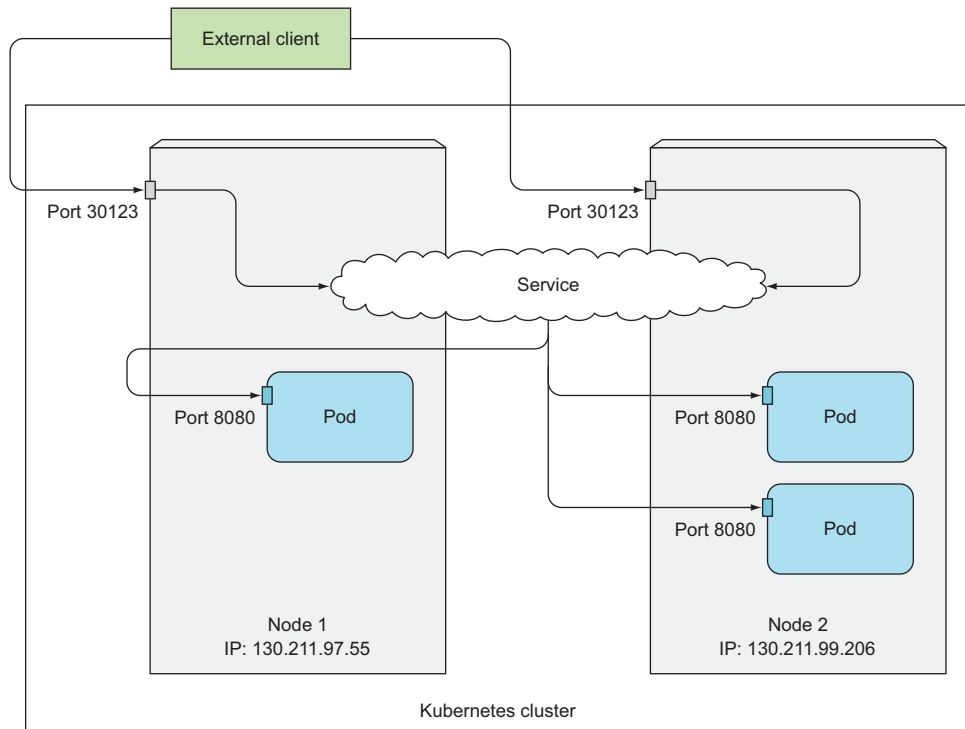 External client
Port 30123
Port 30123
Service
Port 8080
Pod
Port 8080
Pod
Port 8080
Pod
Node 1
IP: 130.211.97.55
Node 2
IP: 130.211.99.206
Kubernetes cluster